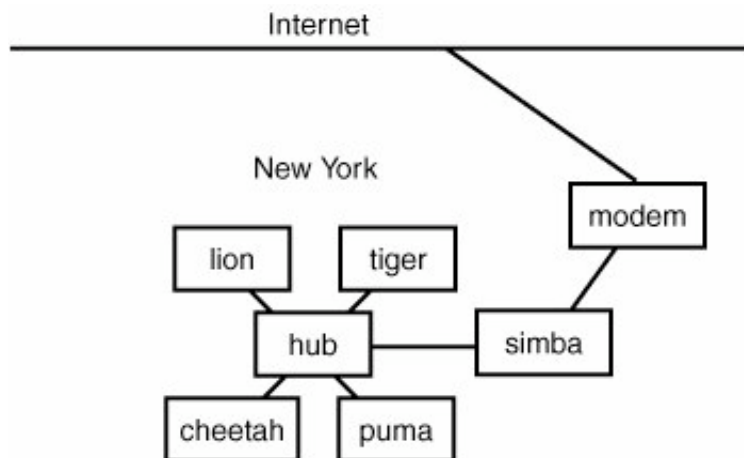 Internet
New York
modem
lion
tiger
hub
simba
cheetah
puma